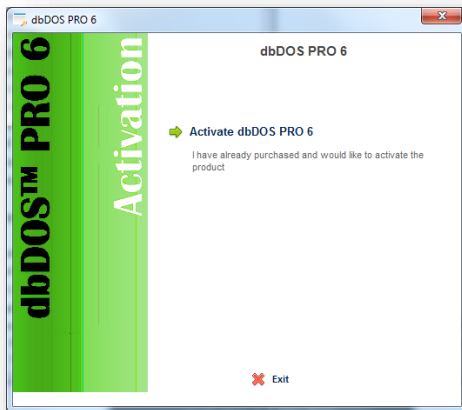 dbDOS PRO 6
dbDOS™ PRO 6
Activation
dbDOS PRO 6
Activate dbDOS PRO 6
I have already purchased and would like to activate the
product
Exit